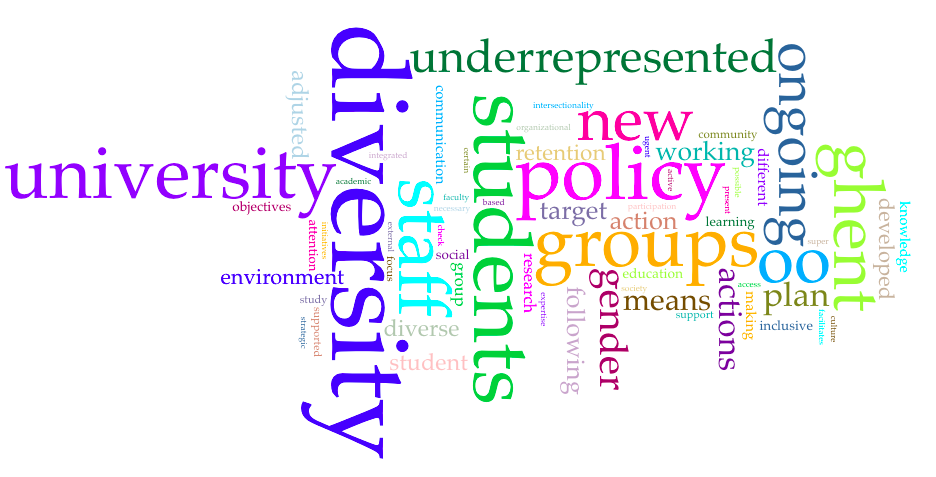 diversity
underrepresented
ongoing
adjusted
communication
students
intersectionality
new
organizational
community
urgent
university
integrated
certain
retention
policy
working
different
ghent
academic
staff
active
possible
objectives
faculty
necessary
based
target
action
participation
present
learning
developed
knowledge
attention
initiatives
external
focus
check
social
group
research
groups
oo
super
environment
education
gender
actions
access
study
supported
strategic
diverse
student
expertise
following
society
means
support
making
plan
inclusive
facilitates
culture